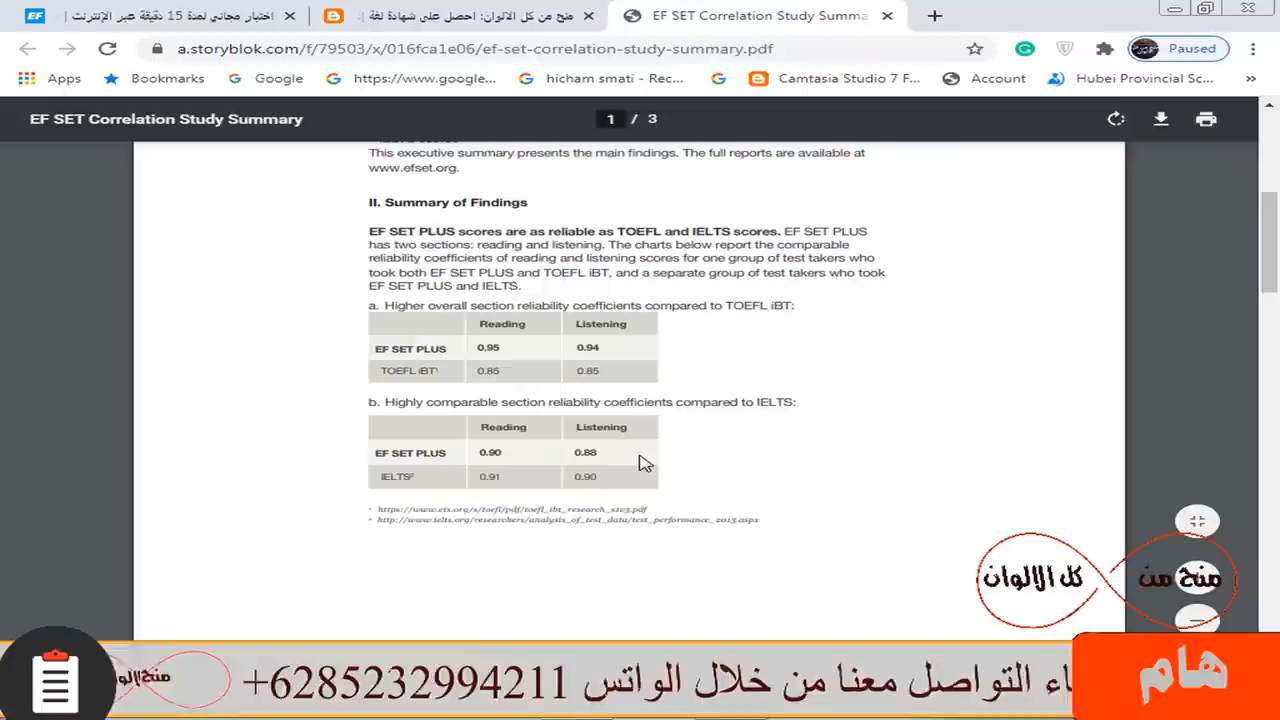 اختبار مجاني لمدة 15 دقيقة عبر الإنترنت
منح من كل الالوان: احصل على شهادة لغة
EF SET Correlation Study Summa
a.storyblok.com/f/79503/x/016fca1e06/ef-set-correlation-study-summary.pdf
Paused
Apps Bookmarks Google https://www.google... hicham smati - Rec... Camtasia Studio 7 F... Account Hubei Provincial Sc... »
EF SET Correlation Study Summary
1 / 3
This executive summary presents the main findings. The full reports are available at
www.efset.org.
II. Summary of Findings
EF SET PLUS scores are as reliable as TOEFL and IELTS scores. EF SET PLUS
has two sections: reading and listening. The charts below report the comparable
reliability coefficients of reading and listening scores for one group of test takers who
took both EF SET PLUS and TOEFL iBT, and a separate group of test takers who took
EF SET PLUS and IELTS.
a. Higher overall section reliability coefficients compared to TOEFL iBT:
Reading Listening
EF SET PLUS 0.95 0.94
TOEFL iBT¹ 0.85 0.85
b. Highly comparable section reliability coefficients compared to IELTS:
Reading Listening
EF SET PLUS 0.90 0.88
IELTS² 0.91 0.90
https://www.ets.org/s/toefl/pdf/toefl_ibt_research_s1v3.pdf
http://www.ielts.org/researchers/analysis_of_test_data/test_performance_2013.aspx
منح من كل الالوان
هام
اء التواصل معنا من خلال الواتس 6285232994211+